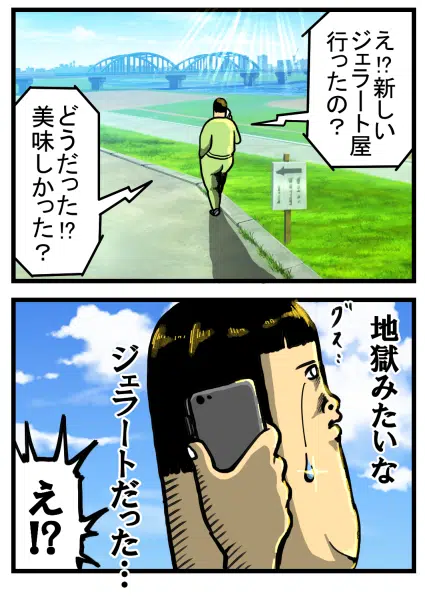 え!?新しい
ジェラート屋
行ったの？
どうだった!?
美味しかった？
地獄みたいな
グス…
ジェラートだった…
え!?